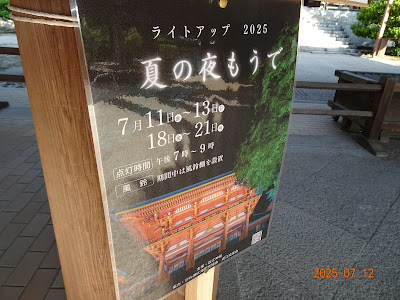 ライトアップ 2025
夏の夜もうで
7月11日㊎～13日㊐
18日㊎～21日㊊
点灯時間 午後7時～9時
風鈴 期間中は風鈴棚を設置
2025-07-12